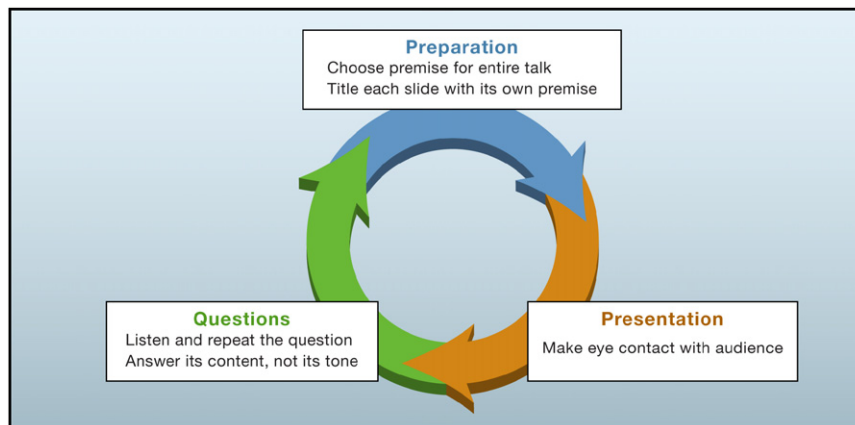 Preparation
Choose premise for entire talk
Title each slide with its own premise
Questions
Listen and repeat the question
Answer its content, not its tone
Presentation
Make eye contact with audience